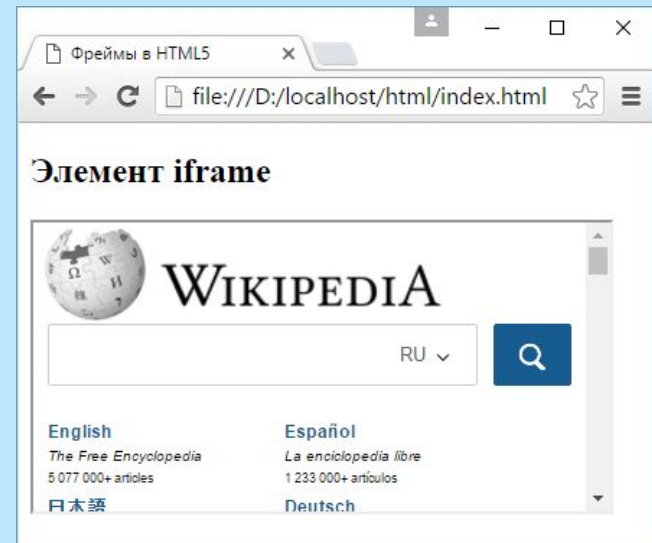 Фреймы в HTML5
file:///D:/localhost/html/index.html
Элемент iframe
WIKIPEDIA
RU
English Español
The Free Encyclopedia La enciclopedia libre
5 077 000+ articles 1 233 000+ artículos
日本語 Deutsch